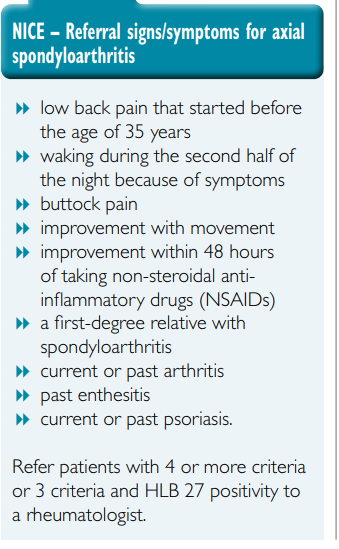 NICE – Referral signs/symptoms for axial
spondyloarthritis
low back pain that started before
the age of 35 years
waking during the second half of
the night because of symptoms
buttock pain
improvement with movement
improvement within 48 hours
of taking non-steroidal anti-
inflammatory drugs (NSAIDs)
a first-degree relative with
spondyloarthritis
current or past arthritis
past enthesitis
current or past psoriasis.
Refer patients with 4 or more criteria
or 3 criteria and HLB 27 positivity to
a rheumatologist.